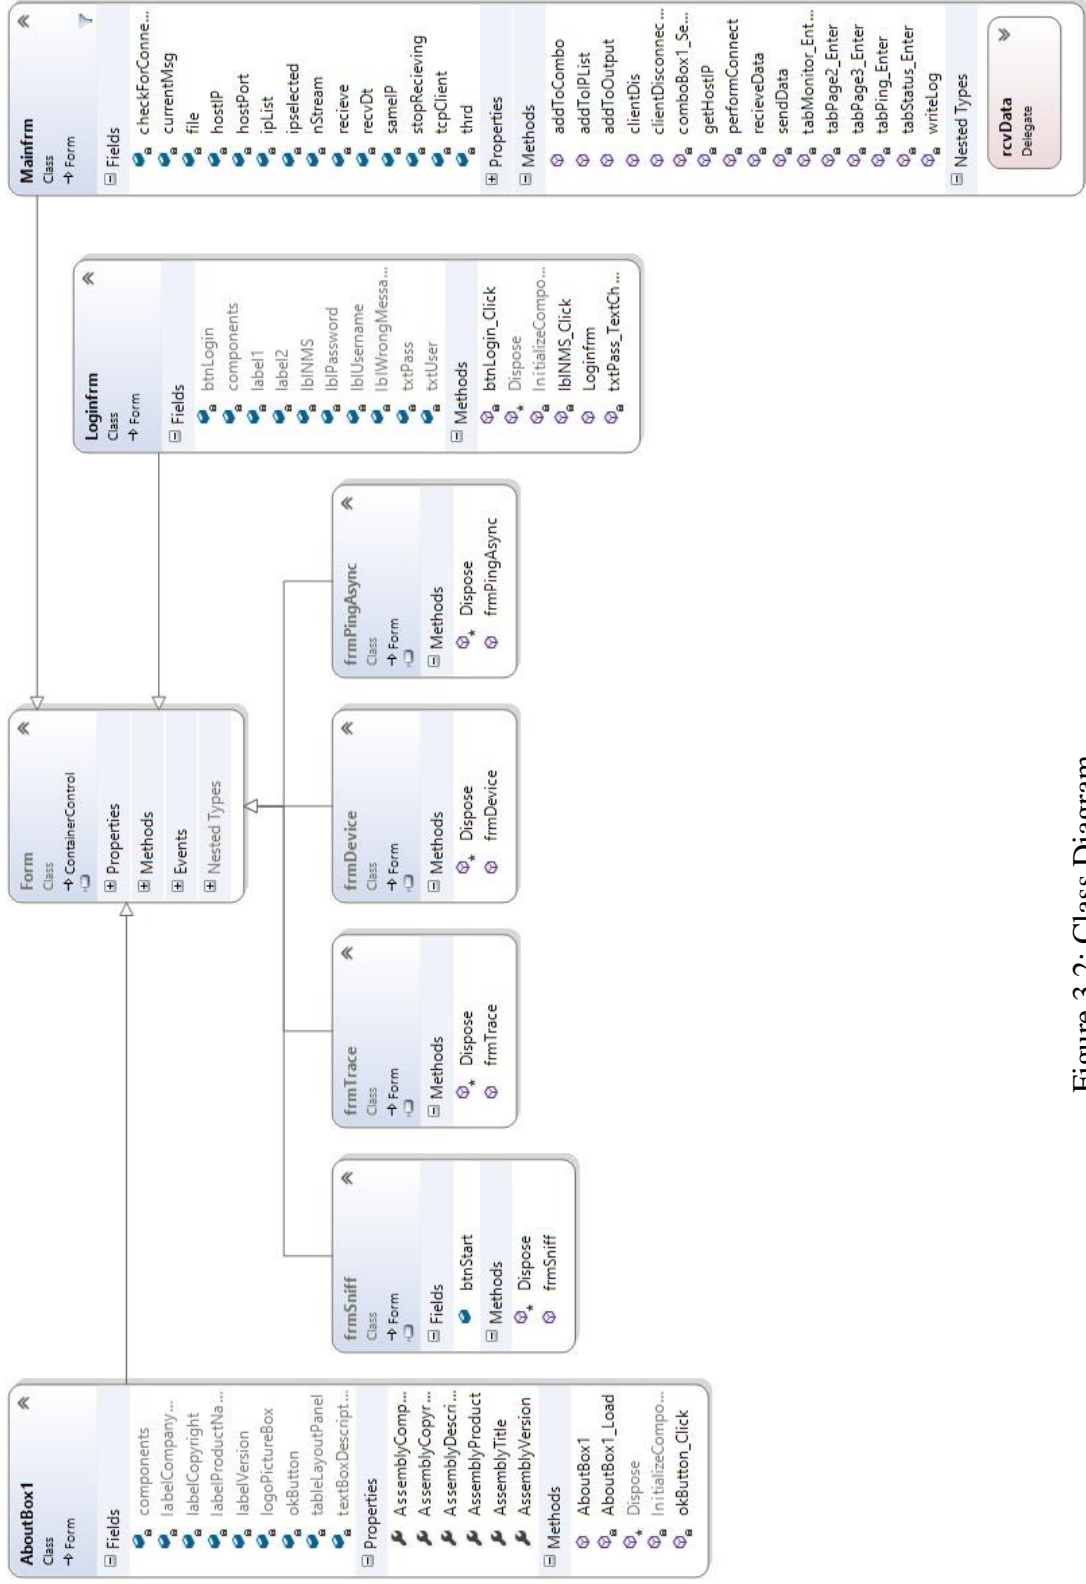 AboutBox1
Class
Form
Fields
components
labelCompany...
labelCopyright
labelProductNa...
labelVersion
logoPictureBox
okButton
tableLayoutPanel
textBoxDescript...
Properties
AssemblyComp...
AssemblyCopyr...
AssemblyDescri...
AssemblyProduct
AssemblyTitle
AssemblyVersion
Methods
AboutBox1
AboutBox1_Load
Dispose
InitializeCompo...
okButton_Click
Form
Class
ContainerControl
Properties
Methods
Events
Nested Types
frmSniff
Class
Form
Fields
btnStart
Methods
Dispose
frmSniff
frmTrace
Class
Form
Methods
Dispose
frmTrace
frmDevice
Class
Form
Methods
Dispose
frmDevice
frmPingAsync
Class
Form
Methods
Dispose
frmPingAsync
Loginfrm
Class
Form
Fields
btnLogin
components
label1
label2
lblNMS
lblPassword
lblUsername
lblWrongMessa...
txtPass
txtUser
Methods
btnLogin_Click
Dispose
InitializeCompo...
lblNMS_Click
Loginfrm
txtPass_TextCh...
Mainfrm
Class
Form
Fields
checkForConne...
currentMsg
file
hostIP
hostPort
ipList
ipselected
nStream
recieve
recvDt
sameIP
stopRecieving
tcpClient
thrd
Properties
Methods
addToCombo
addToIPList
addToOutput
clientDis
clientDisconnec...
comboBox1_Se...
getHostIP
performConnect
recieveData
sendData
tabMonitor_Ent...
tabPage2_Enter
tabPage3_Enter
tabPing_Enter
tabStatus_Enter
writeLog
Nested Types
rcvData
Delegate
Figure 3.2: Class Diagram